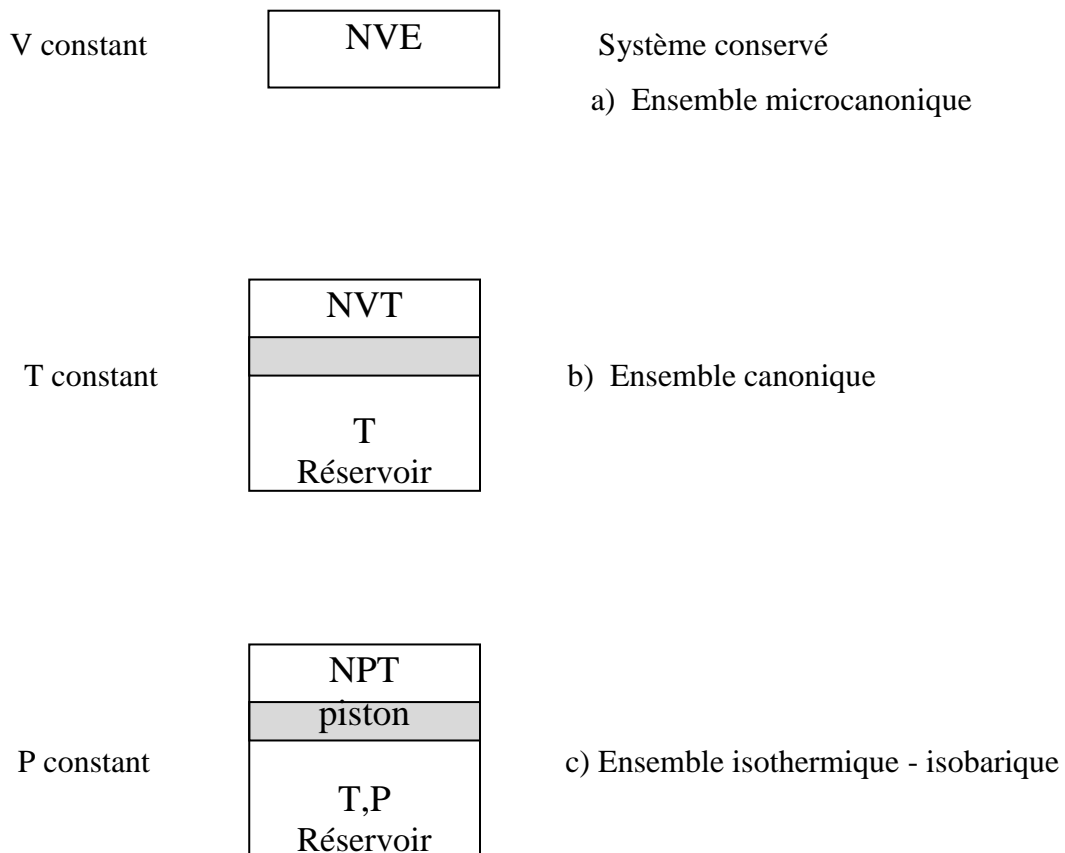 V constant NVE Système conservé
a) Ensemble microcanonique
NVT
T constant b) Ensemble canonique
T
Réservoir
NPT
piston
P constant c) Ensemble isothermique - isobarique
T,P
Réservoir